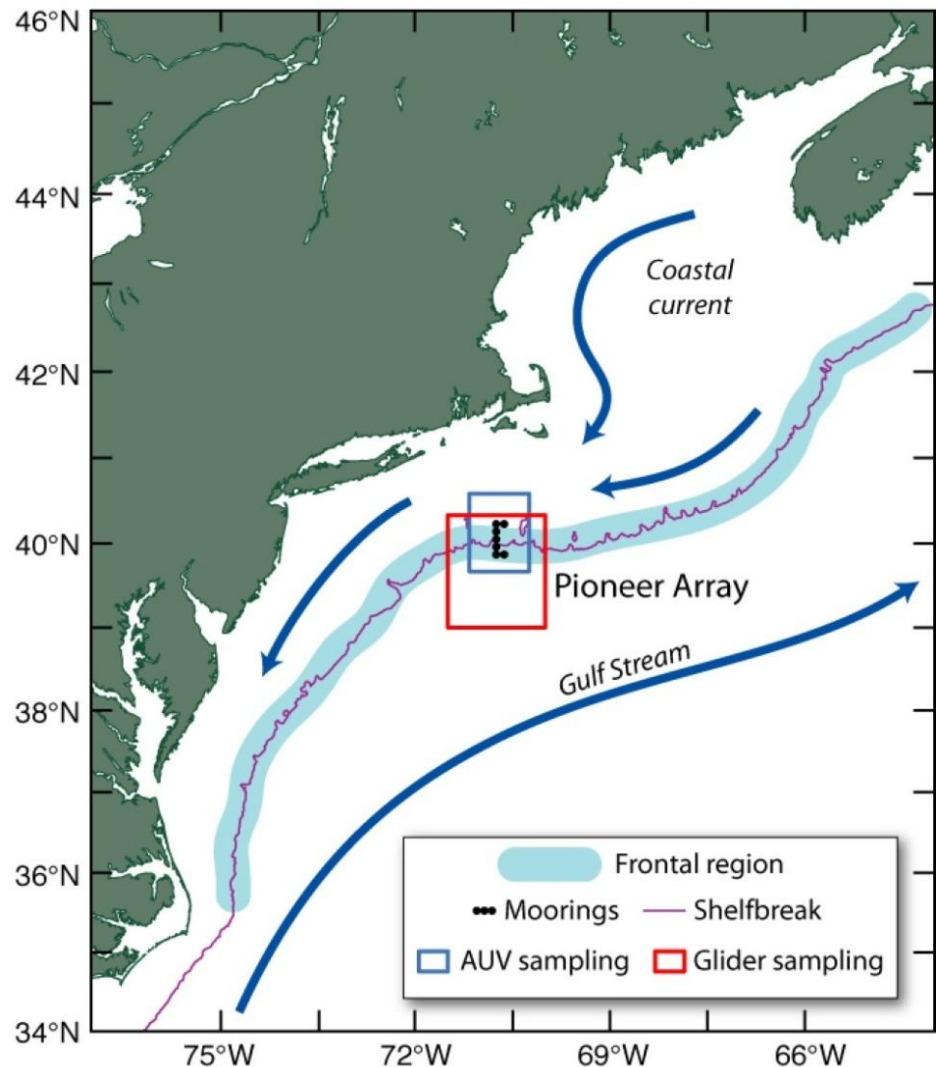 46°N
44°N
42°N
40°N
38°N
36°N
34°N
Coastal
current
Pioneer Array
Gulf Stream
Frontal region
Moorings
Shelfbreak
AUV sampling
Glider sampling
75°W
72°W
69°W
66°W